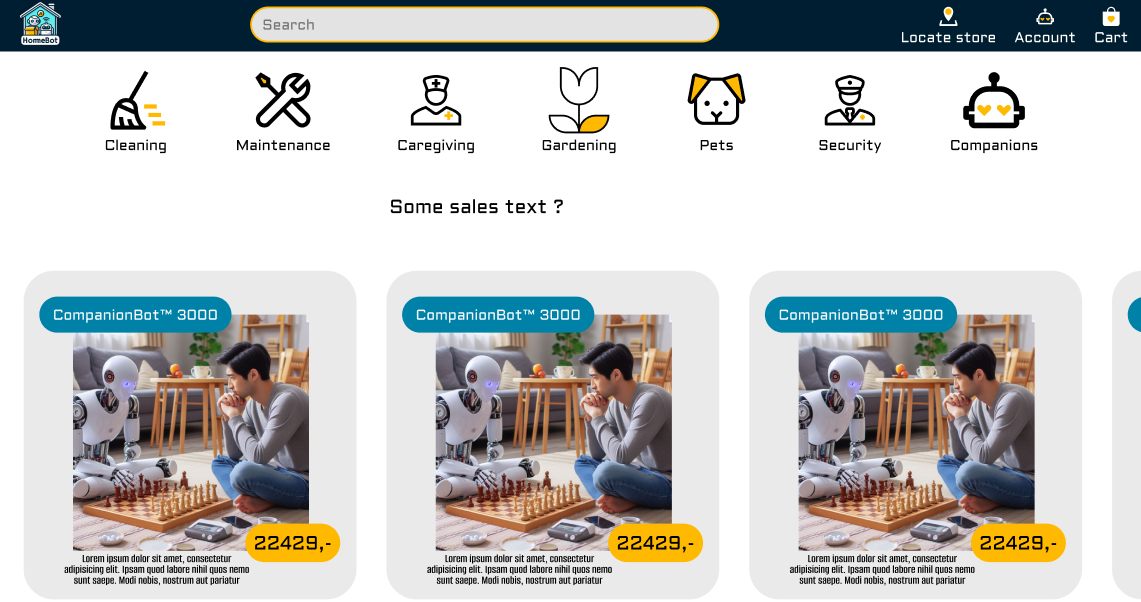 HomeBot
Search
Locate store
Account
Cart
Cleaning
Maintenance
Caregiving
Gardening
Pets
Security
Companions
Some sales text ?
CompanionBot™ 3000
22429,-
Lorem ipsum dolor sit amet, consectetur
adipisicing elit. Ipsam quod labore nihil quos nemo
sunt saepe. Modi nobis, nostrum aut pariatur
CompanionBot™ 3000
22429,-
Lorem ipsum dolor sit amet, consectetur
adipisicing elit. Ipsam quod labore nihil quos nemo
sunt saepe. Modi nobis, nostrum aut pariatur
CompanionBot™ 3000
22429,-
Lorem ipsum dolor sit amet, consectetur
adipisicing elit. Ipsam quod labore nihil quos nemo
sunt saepe. Modi nobis, nostrum aut pariatur